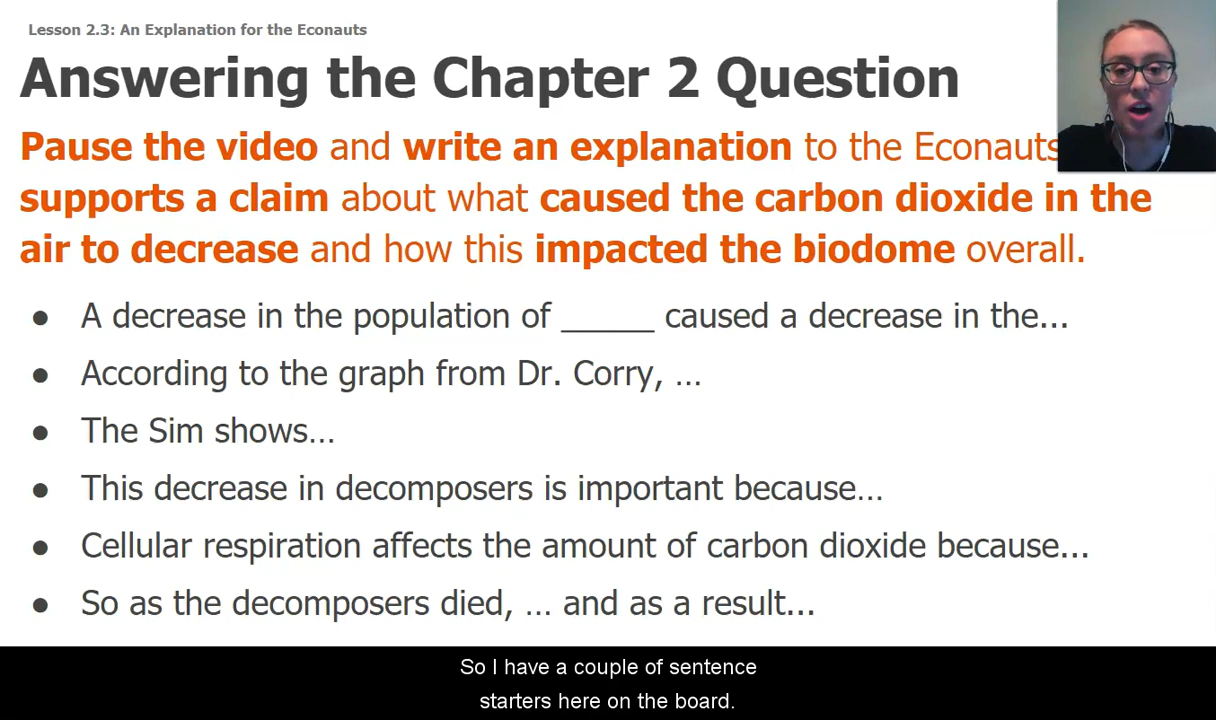 Lesson 2.3: An Explanation for the Econauts
Answering the Chapter 2 Question
Pause the video and write an explanation to the Econauts
supports a claim about what caused the carbon dioxide in the
air to decrease and how this impacted the biodome overall.
● A decrease in the population of _____ caused a decrease in the...
● According to the graph from Dr. Corry, ...
● The Sim shows...
● This decrease in decomposers is important because...
● Cellular respiration affects the amount of carbon dioxide because...
● So as the decomposers died, ... and as a result...
So I have a couple of sentence
starters here on the board.